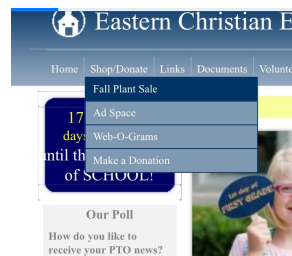 Eastern Christian E
Home Shop/Donate Links Documents Volunte
Fall Plant Sale
Ad Space
Web-O-Grams
Make a Donation
17
days
until th
of SCHOOL!
Our Poll
How do you like to
receive your PTO news?
1st day of
FIRST GRADE